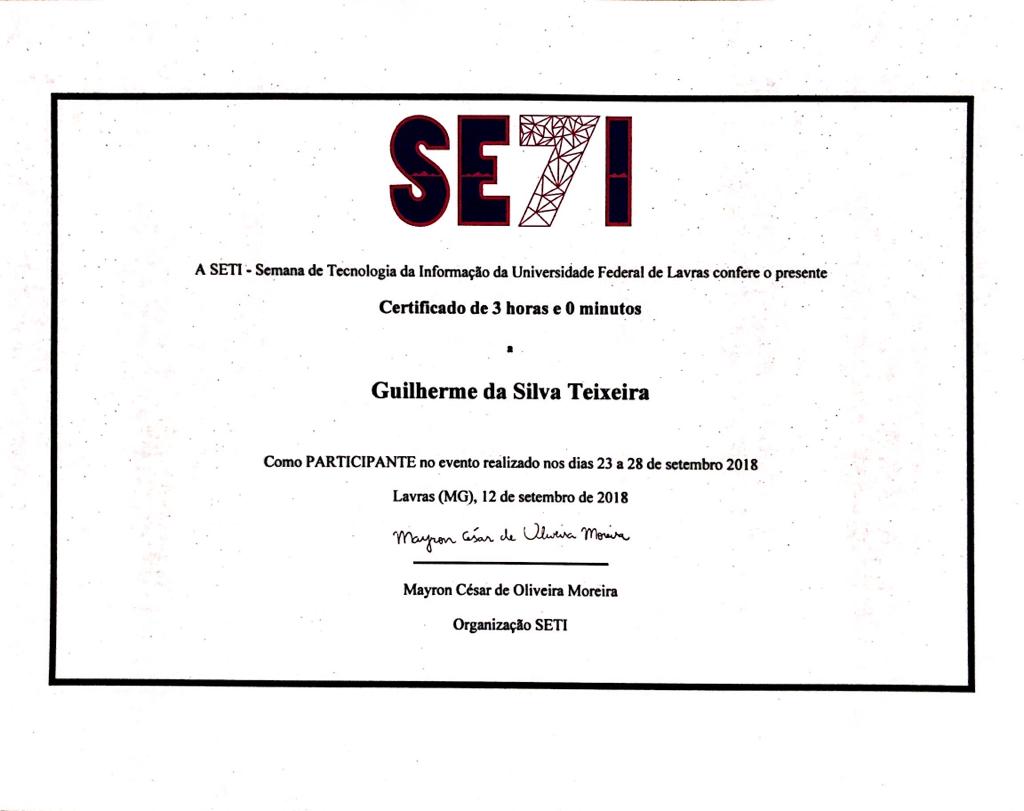 SE7I
A SETI - Semana de Tecnologia da Informação da Universidade Federal de Lavras confere o presente
Certificado de 3 horas e 0 minutos
a
Guilherme da Silva Teixeira
Como PARTICIPANTE no evento realizado nos dias 23 a 28 de setembro 2018
Lavras (MG), 12 de setembro de 2018
Mayron César de Oliveira Moreira
Mayron César de Oliveira Moreira
Organização SETI